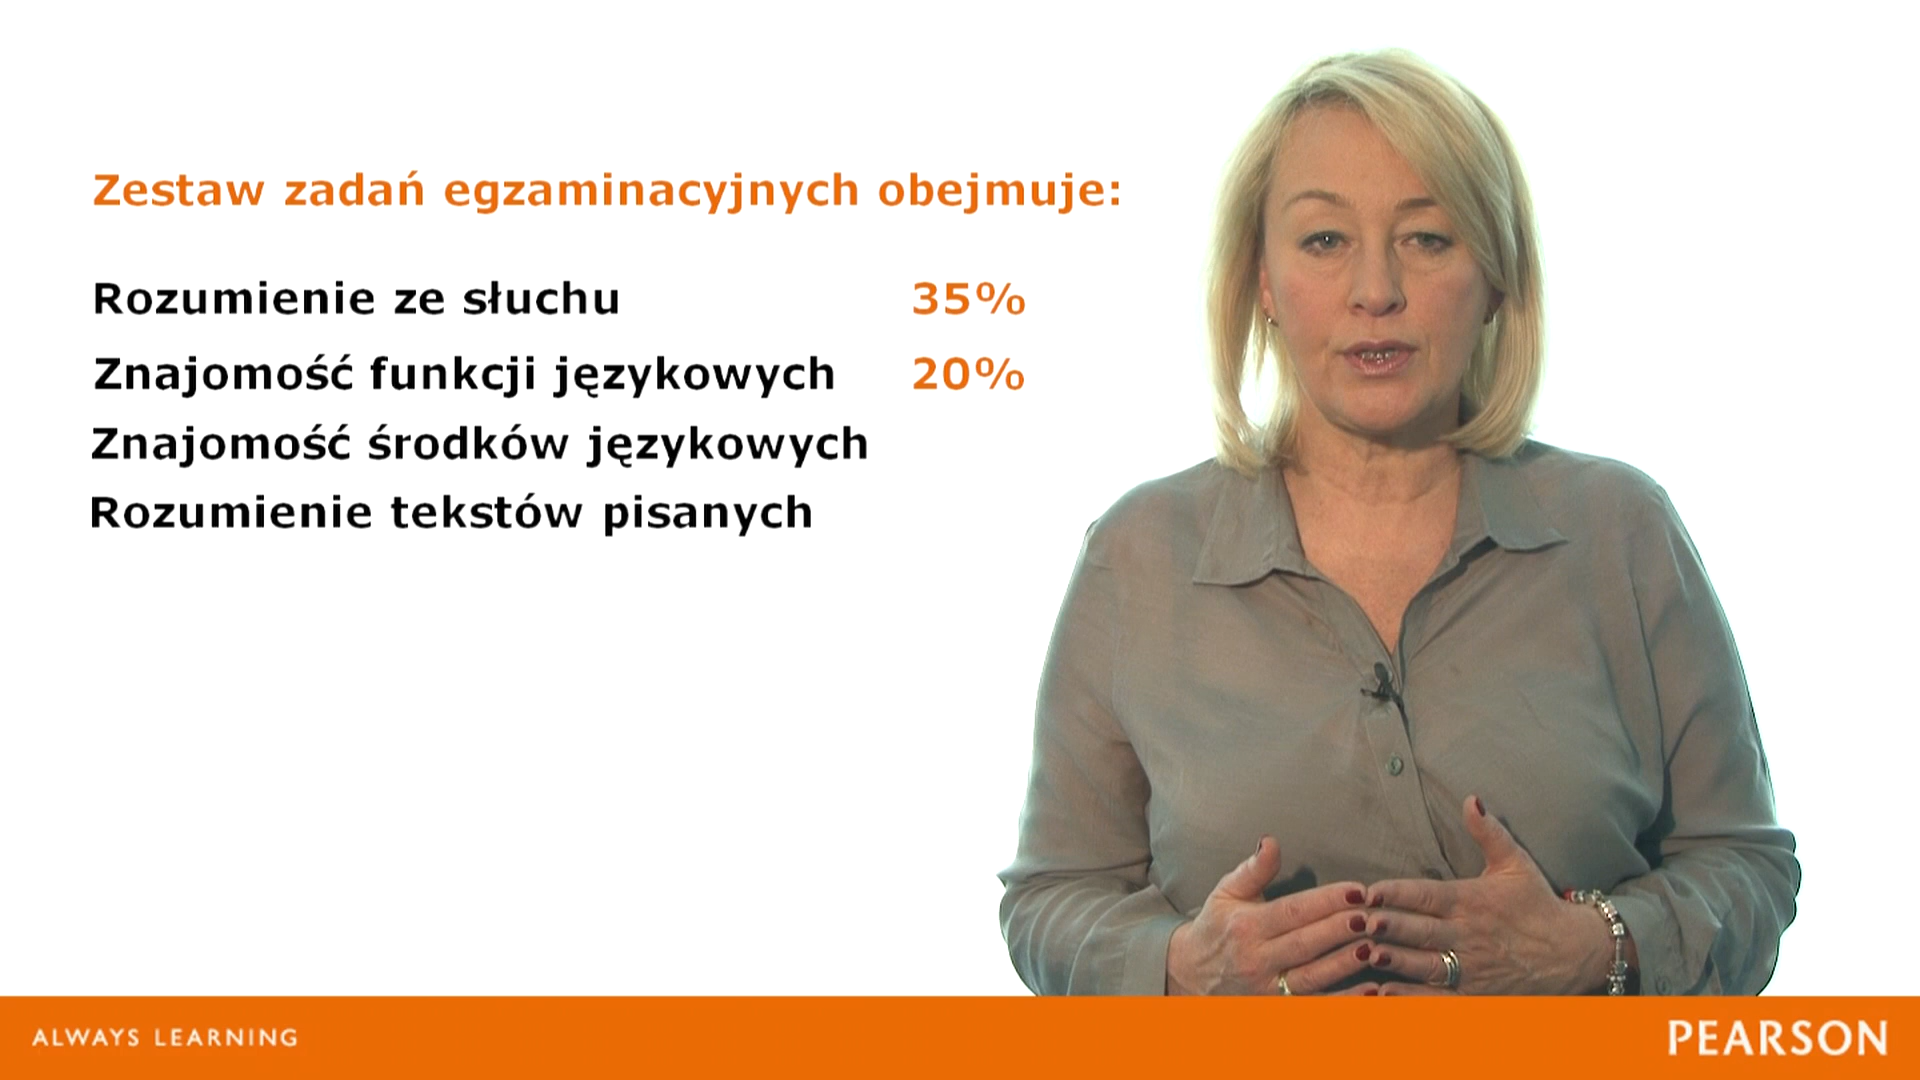 Zestaw zadań egzaminacyjnych obejmuje:
Rozumienie ze słuchu 35%
Znajomość funkcji językowych 20%
Znajomość środków językowych
Rozumienie tekstów pisanych
ALWAYS LEARNING
PEARSON